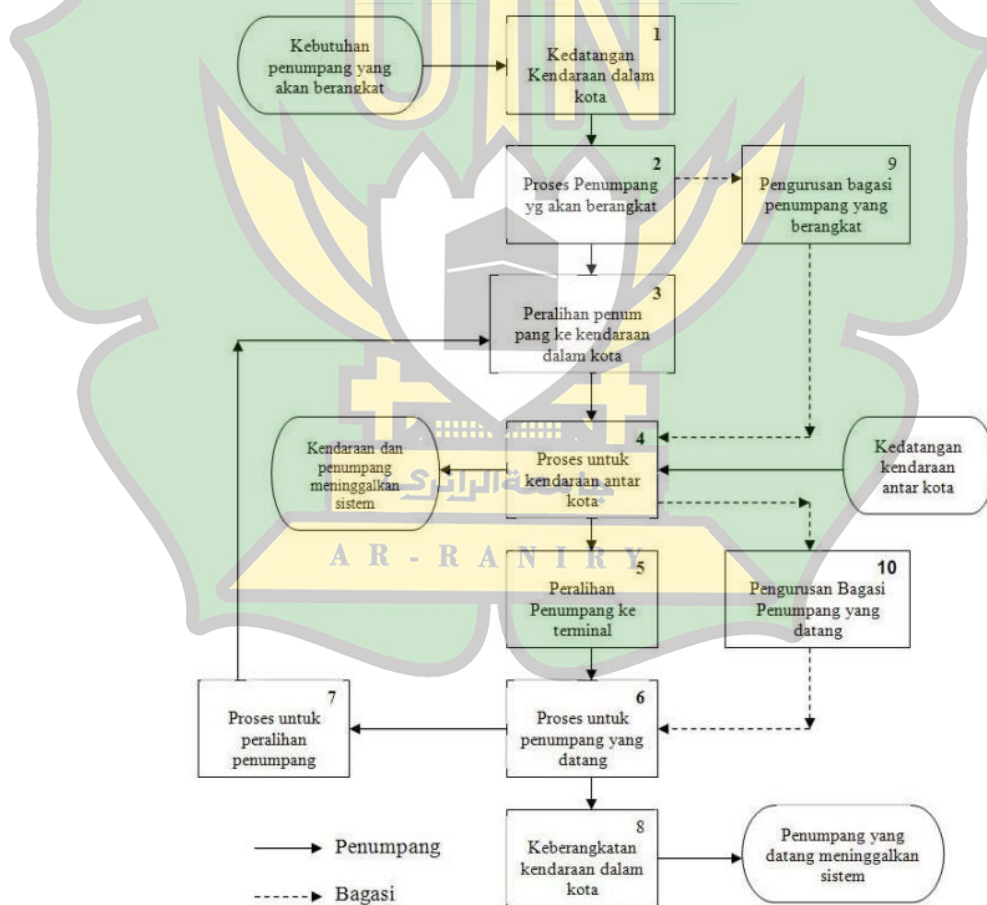 UIN
1
Kebutuhan
penumpang yang
akan berangkat
Kedatangan
Kendaraan dalam
kota
2
Proses Penumpang
yg akan berangkat
9
Pengurusan bagasi
penumpang yang
berangkat
3
Peralihan penum
pang ke kendaraan
dalam kota
Kendaraan dan
penumpang
meninggalkan
sistem
4
Proses untuk
kendaraan antar
kota
Kedatangan
kendaraan
antar kota
جامعة الرانري
AR-RANIRY
5
Peralihan
Penumpang ke
terminal
10
Pengurusan Bagasi
Penumpang yang
datang
7
Proses untuk
peralihan
penumpang
6
Proses untuk
penumpang yang
datang
8
Keberangkatan
kendaraan dalam
kota
Penumpang yang
datang meninggalkan
sistem
Penumpang
Bagasi